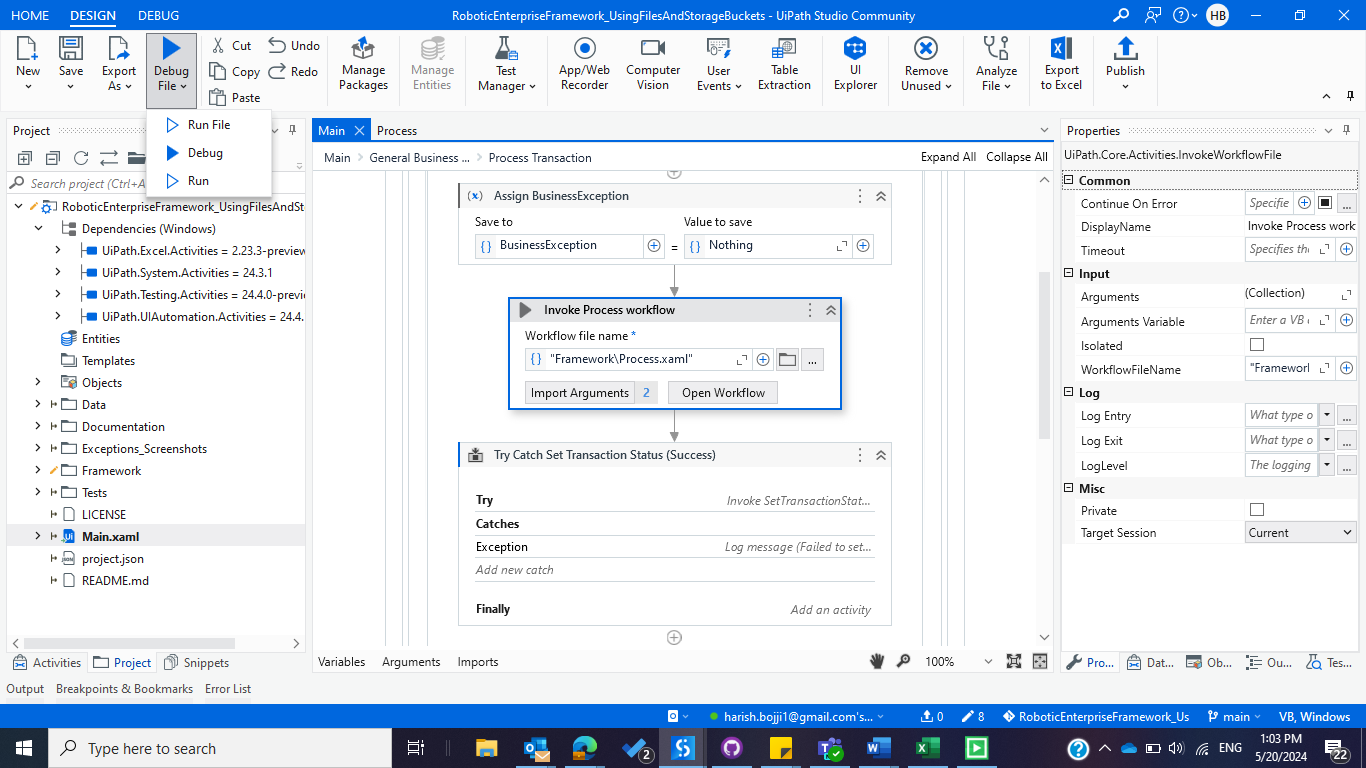 HOME DESIGN DEBUG RoboticEnterpriseFramework_UsingFilesAndStorageBuckets - UiPath Studio Community HB
New Save Export As Debug File Cut Copy Paste Undo Redo Manage Packages Manage Entities Test Manager App/Web Recorder Computer Vision User Events Table Extraction UI Explorer Remove Unused Analyze File Export to Excel Publish
Run File
Debug
Run
Project
Search project (Ctrl+A
RoboticEnterpriseFramework_UsingFilesAndSto
Dependencies (Windows)
UiPath.Excel.Activities = 2.23.3-preview
UiPath.System.Activities = 24.3.1
UiPath.Testing.Activities = 24.4.0-previe
UiPath.UIAutomation.Activities = 24.4.
Entities
Templates
Objects
Data
Documentation
Exceptions_Screenshots
Framework
Tests
LICENSE
Main.xaml
project.json
README.md
Activities Project Snippets
Output Breakpoints & Bookmarks Error List
Main Process
Main General Business ... Process Transaction Expand All Collapse All
(x) Assign BusinessException
Save to Value to save
{} BusinessException = {} Nothing
Invoke Process workflow
Workflow file name *
{} "Framework\Process.xaml" ...
Import Arguments 2 Open Workflow
Try Catch Set Transaction Status (Success)
Try Invoke SetTransactionStat...
Catches
Exception Log message (Failed to set...
Add new catch
Finally Add an activity
Variables Arguments Imports 100%
Properties
UiPath.Core.Activities.InvokeWorkflowFile
Common
Continue On Error Specifie ...
DisplayName Invoke Process work
Timeout Specifies the
Input
Arguments (Collection)
Arguments Variable Enter a VB e
Isolated
WorkflowFileName "Framework
Log
Log Entry What type o ...
Log Exit What type o ...
LogLevel The logging ...
Misc
Private
Target Session Current
Pro... Dat... Ob... Ou... Tes...
harish.bojji1@gmail.com's... 0 8 RoboticEnterpriseFramework_Us main VB, Windows
Type here to search 2 ENG 1:03 PM 5/20/2024 22